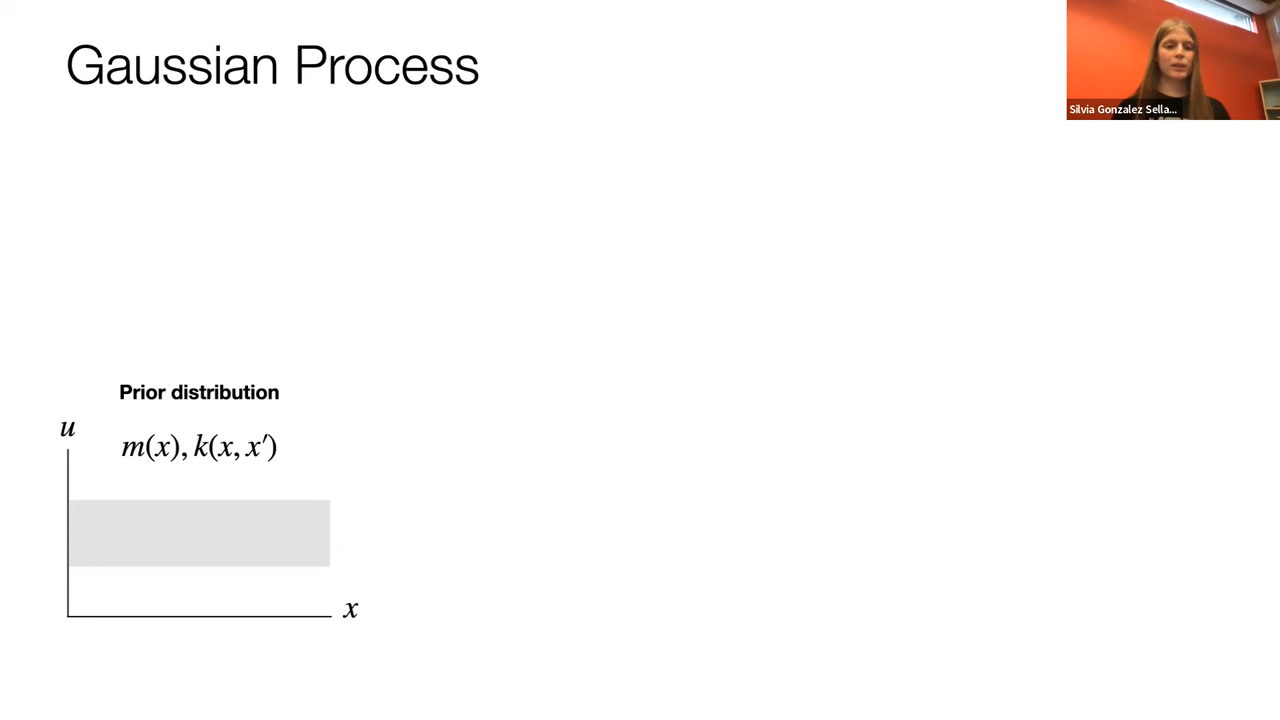 Gaussian Process
Silvia Gonzalez Sella...
Prior distribution
u
m(x), k(x, x′)
x